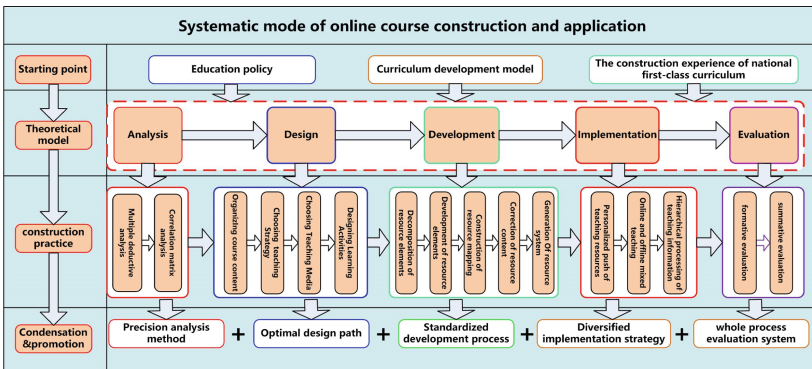 Systematic mode of online course construction and application
Starting point
Education policy
Curriculum development model
The construction experience of national
first-class curriculum
Theoretical
model
Analysis
Design
Development
Implementation
Evaluation
construction
practice
Multiple deductive
analysis
Correlation matrix
analysis
Organizing course content
Choosing teaching
Strategy
Choosing Teaching Media
Designing Learning
Activities
Decomposition of
resource elements
Development of resource
elements
Construction of
resource mapping
Correction of resource
content
Generation Of resource
system
Personalized push of
teaching resources
Online and offline mixed
teaching
Hierarchical processing of
teaching information
formative evaluation
summative evaluation
Condensation
&promotion
Precision analysis
method
+
Optimal design path
+
Standardized
development process
+
Diversified
implementation strategy
+
whole process
evaluation system